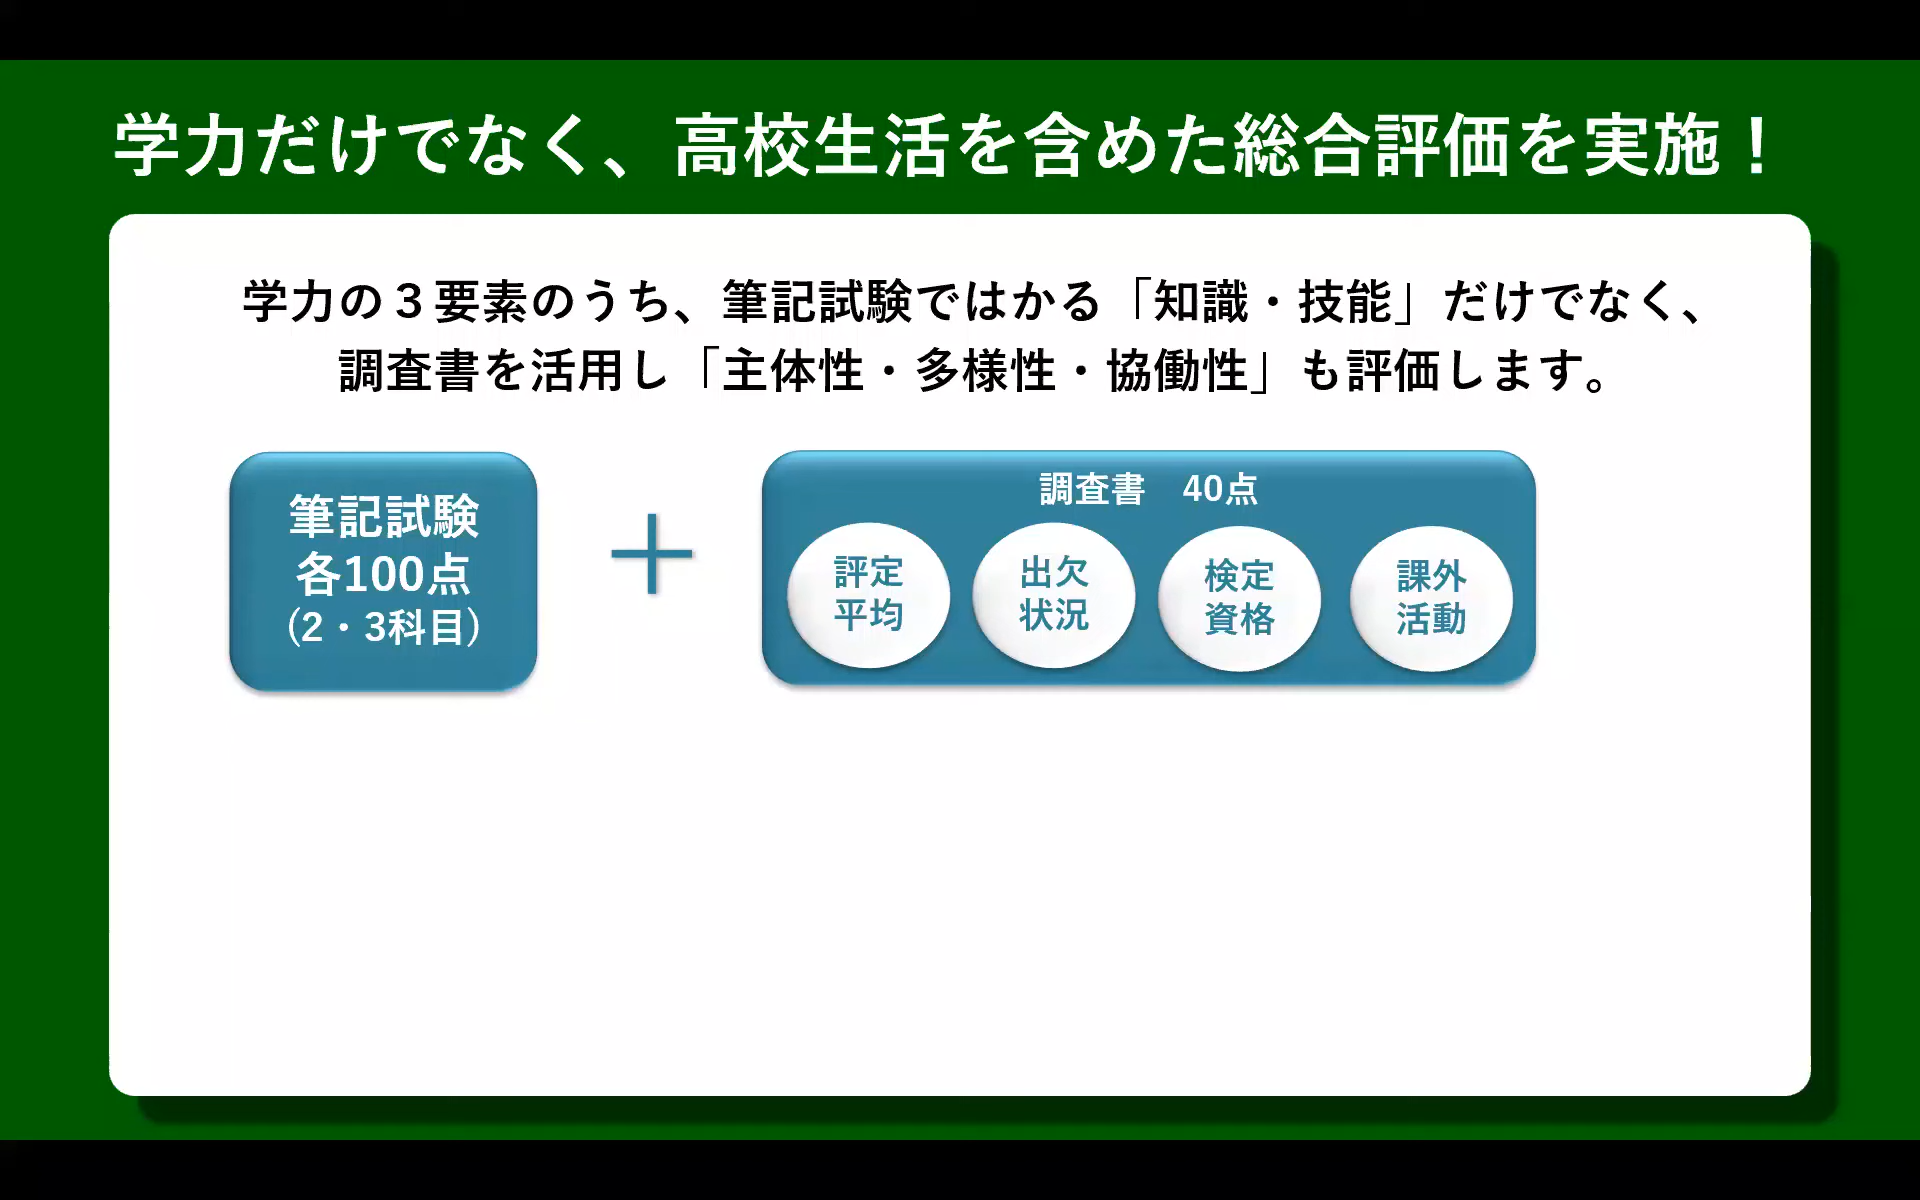 学力だけでなく、高校生活を含めた総合評価を実施！
学力の３要素のうち、筆記試験ではかる「知識・技能」だけでなく、
調査書を活用し「主体性・多様性・協働性」も評価します。
筆記試験
各100点
(2・3科目)
＋
調査書　40点
評定
平均
出欠
状況
検定
資格
課外
活動